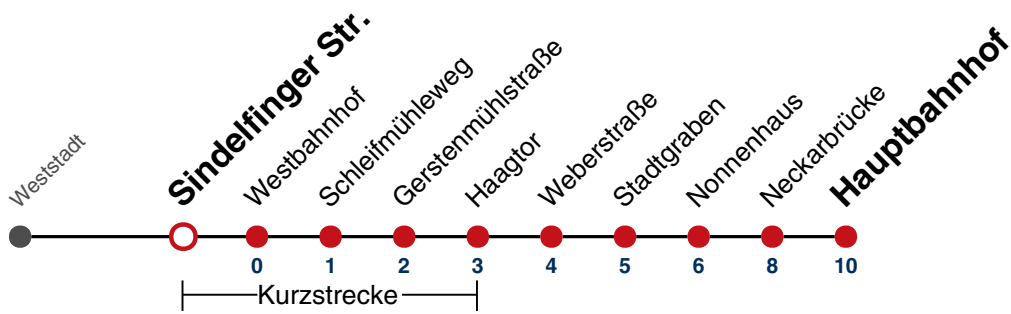 Weststadt
Sindelfinger Str.
Westbahnhof
Schleifmühleweg
Gerstenmühlstraße
Haagtor
Weberstraße
Stadtgraben
Nonnenhaus
Neckarbrücke
Hauptbahnhof
0 1 2 3 4 5 6 8 10
Kurzstrecke